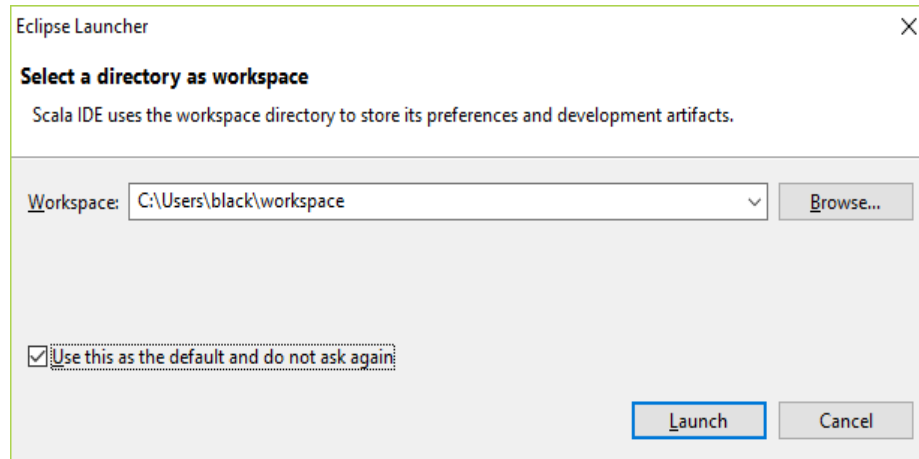 Eclipse Launcher
Select a directory as workspace
Scala IDE uses the workspace directory to store its preferences and development artifacts.
Workspace: C:\Users\black\workspace Browse...
Use this as the default and do not ask again
Launch Cancel